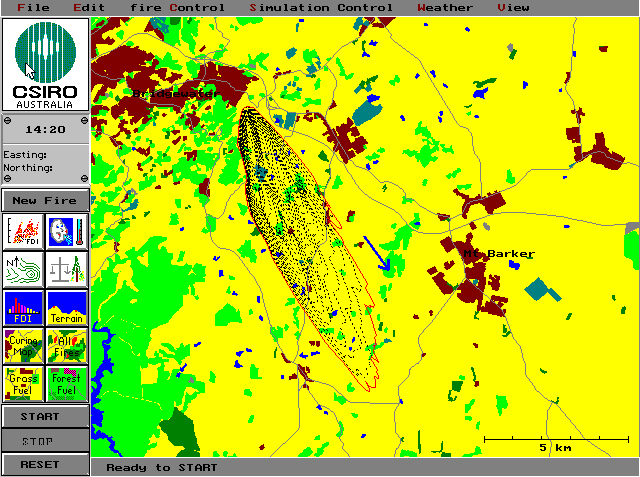 File Edit fire Control Simulation Control Weather View
CSIRO
AUSTRALIA
14:20
Easting:
Northing:
New Fire
FDI
N
FDI
Terrain
Curing
Map
All
Fires
Grass
Fuel
Forest
Fuel
START
STOP
RESET
Bridgewater
Mt Barker
5 km
Ready to START